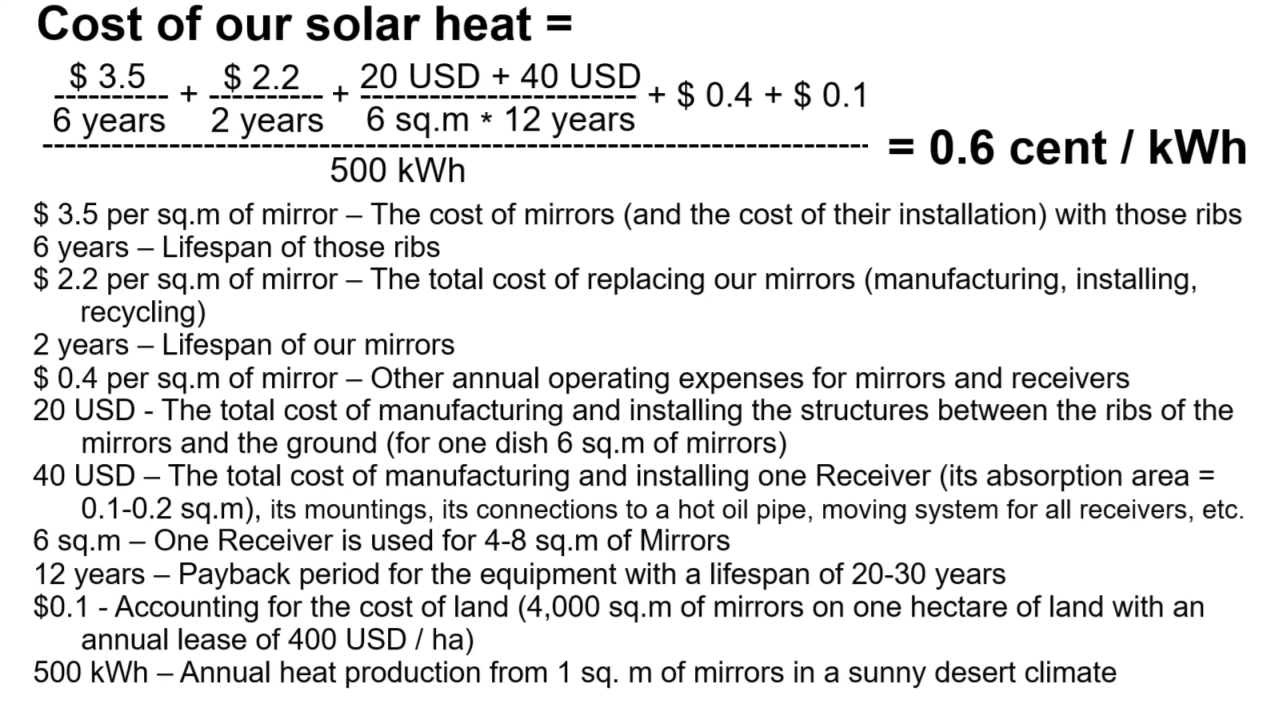 Cost of our solar heat =
$ 3.5 + $ 2.2 + 20 USD + 40 USD + $ 0.4 + $ 0.1
6 years 2 years 6 sq.m * 12 years
= 0.6 cent / kWh
500 kWh
$ 3.5 per sq.m of mirror – The cost of mirrors (and the cost of their installation) with those ribs
6 years – Lifespan of those ribs
$ 2.2 per sq.m of mirror – The total cost of replacing our mirrors (manufacturing, installing,
recycling)
2 years – Lifespan of our mirrors
$ 0.4 per sq.m of mirror – Other annual operating expenses for mirrors and receivers
20 USD - The total cost of manufacturing and installing the structures between the ribs of the
mirrors and the ground (for one dish 6 sq.m of mirrors)
40 USD – The total cost of manufacturing and installing one Receiver (its absorption area =
0.1-0.2 sq.m), its mountings, its connections to a hot oil pipe, moving system for all receivers, etc.
6 sq.m – One Receiver is used for 4-8 sq.m of Mirrors
12 years – Payback period for the equipment with a lifespan of 20-30 years
$0.1 - Accounting for the cost of land (4,000 sq.m of mirrors on one hectare of land with an
annual lease of 400 USD / ha)
500 kWh – Annual heat production from 1 sq. m of mirrors in a sunny desert climate